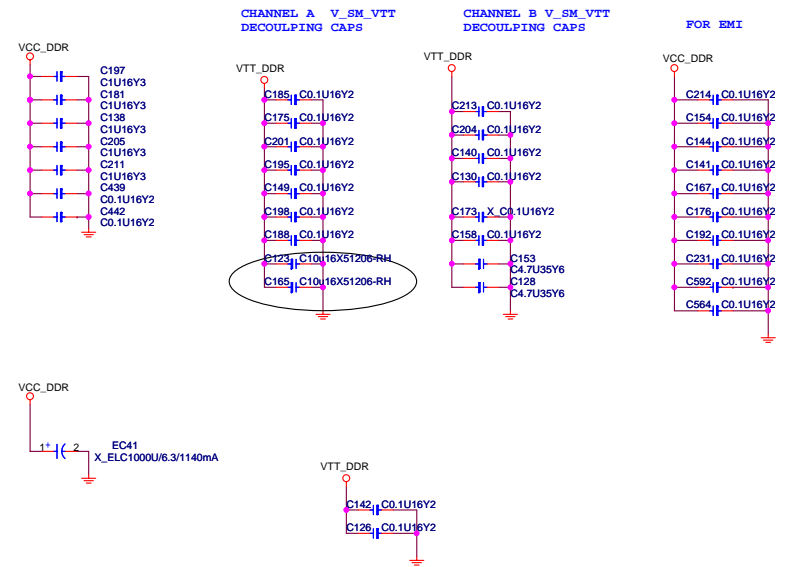 CHANNEL A V_SM_VTT
DECOULPING CAPS
CHANNEL B V_SM_VTT
DECOULPING CAPS
FOR EMI
VCC_DDR
C197
C1U16Y3
C181
C1U16Y3
C138
C1U16Y3
C205
C1U16Y3
C211
C1U16Y3
C439
C0.1U16Y2
C442
C0.1U16Y2
VTT_DDR
C185 C0.1U16Y2
C175 C0.1U16Y2
C201 C0.1U16Y2
C195 C0.1U16Y2
C149 C0.1U16Y2
C198 C0.1U16Y2
C188 C0.1U16Y2
C123 C10u16X51206-RH
C165 C10u16X51206-RH
VTT_DDR
C213 C0.1U16Y2
C204 C0.1U16Y2
C140 C0.1U16Y2
C130 C0.1U16Y2
C173 X_C0.1U16Y2
C158 C0.1U16Y2
C153
C4.7U35Y6
C128
C4.7U35Y6
VCC_DDR
C214 C0.1U16Y2
C154 C0.1U16Y2
C144 C0.1U16Y2
C141 C0.1U16Y2
C167 C0.1U16Y2
C176 C0.1U16Y2
C192 C0.1U16Y2
C231 C0.1U16Y2
C592 C0.1U16Y2
C564 C0.1U16Y2
VCC_DDR
1 + 2
EC41
X_ELC1000U/6.3/1140mA
VTT_DDR
C142 C0.1U16Y2
C126 C0.1U16Y2